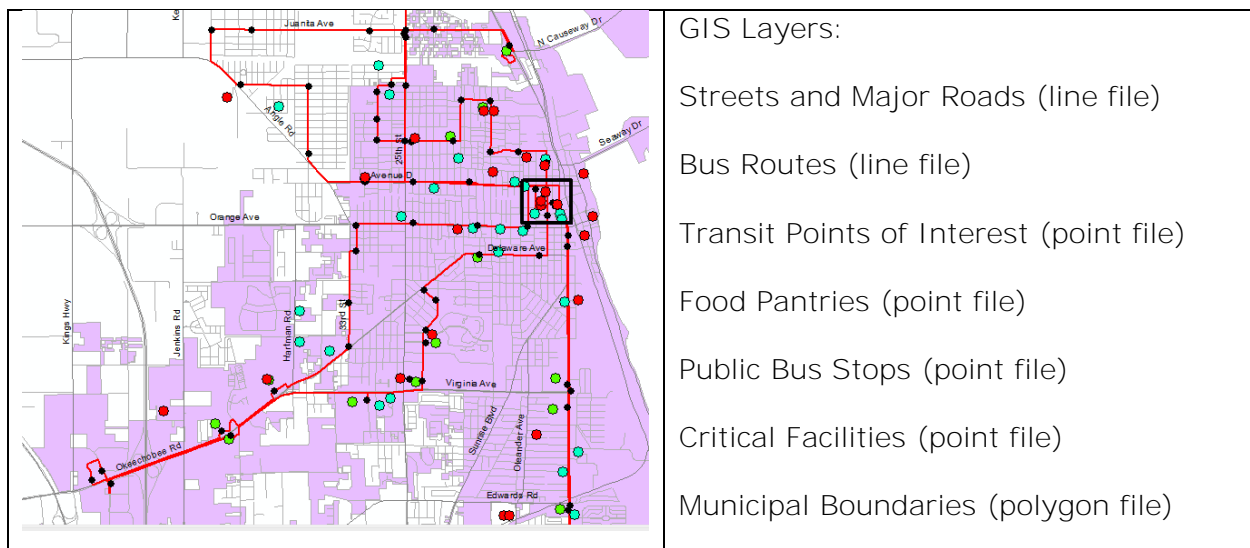 Juanita Ave
Ke
N Causeway Dr
Angle Rd
25th St
Seaway Dr
Avenue D
Orange Ave
Delaware Ave
Kings Hwy
Jenkins Rd
Hartman Rd
33rd St
Virginia Ave
Sunrise Blvd
Oleander Ave
Okeechobee Rd
Edwards Rd
GIS Layers:
Streets and Major Roads (line file)
Bus Routes (line file)
Transit Points of Interest (point file)
Food Pantries (point file)
Public Bus Stops (point file)
Critical Facilities (point file)
Municipal Boundaries (polygon file)